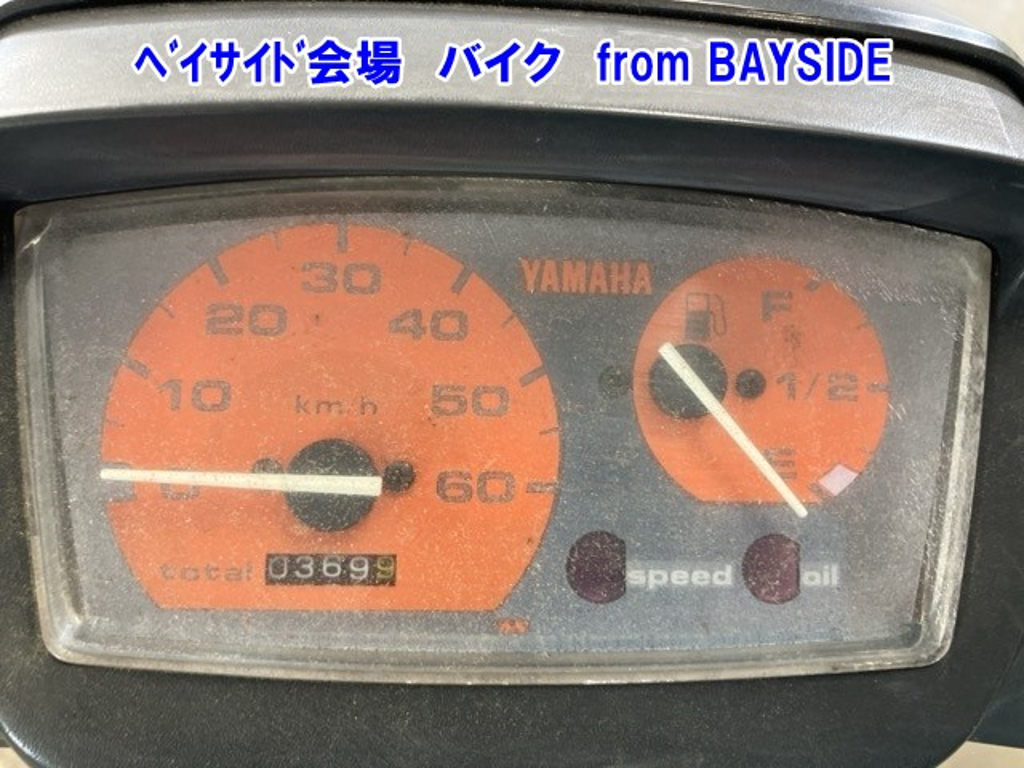 ﾍﾞｲｻｲﾄﾞ会場 バイク from BAYSIDE
30
YAMAHA
20
40
F
10
km/h
50
1/2
0
60
E
total 03699
speed
oil